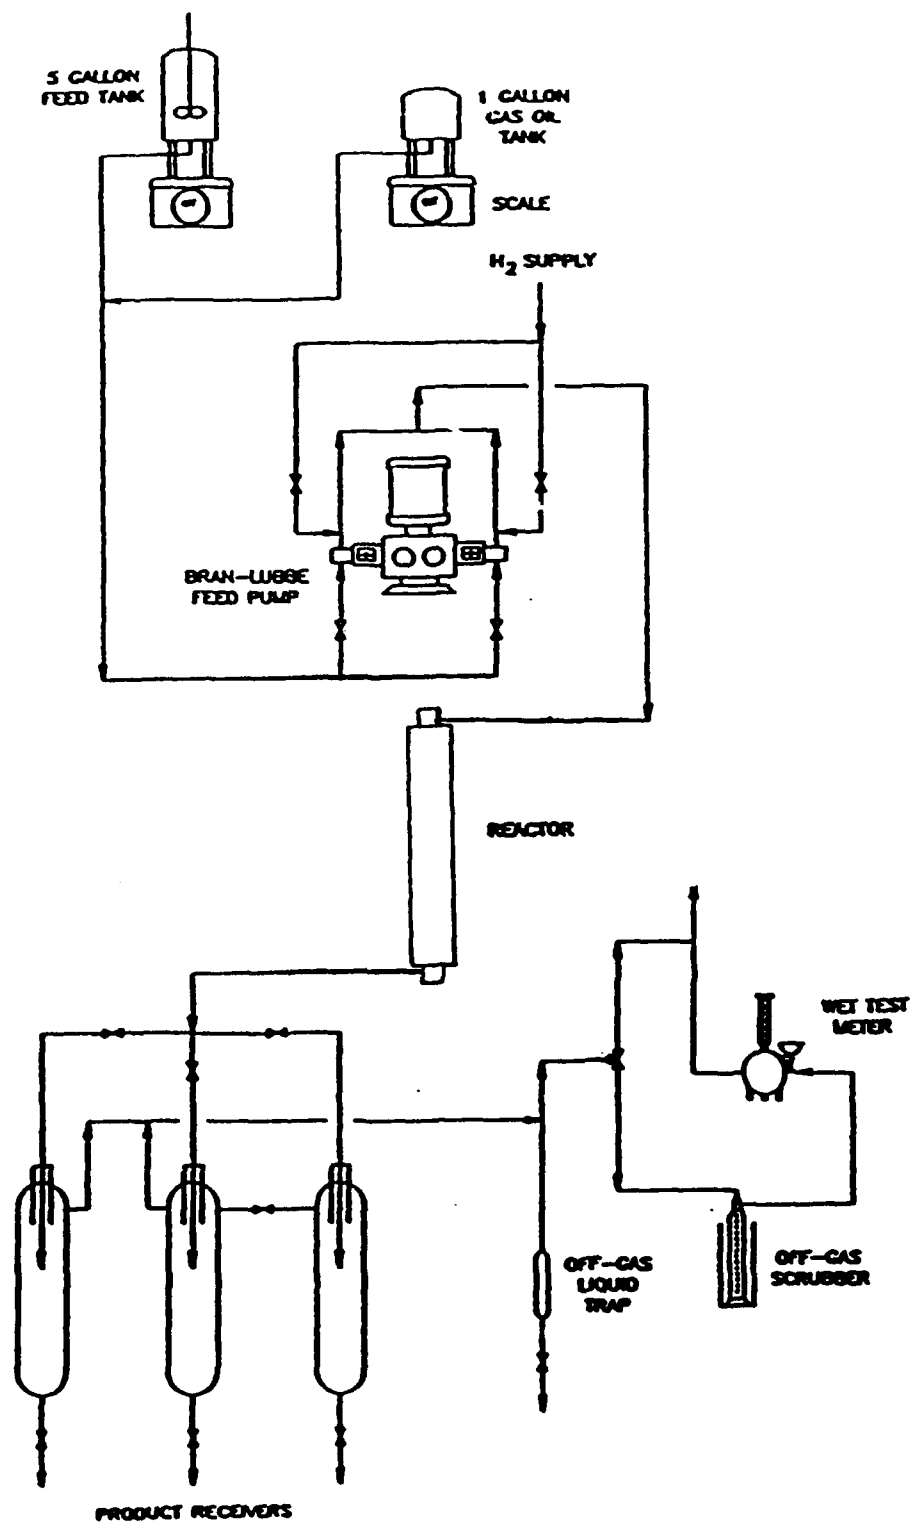 5 GALLON
FEED TANK
1 GALLON
GAS OIL
TANK
SCALE
H2 SUPPLY
BRAN-LUBBE
FEED PUMP
REACTOR
WET TEST
METER
OFF-GAS
LIQUID
TRAP
OFF-GAS
SCRUBBER
PRODUCT RECEIVERS